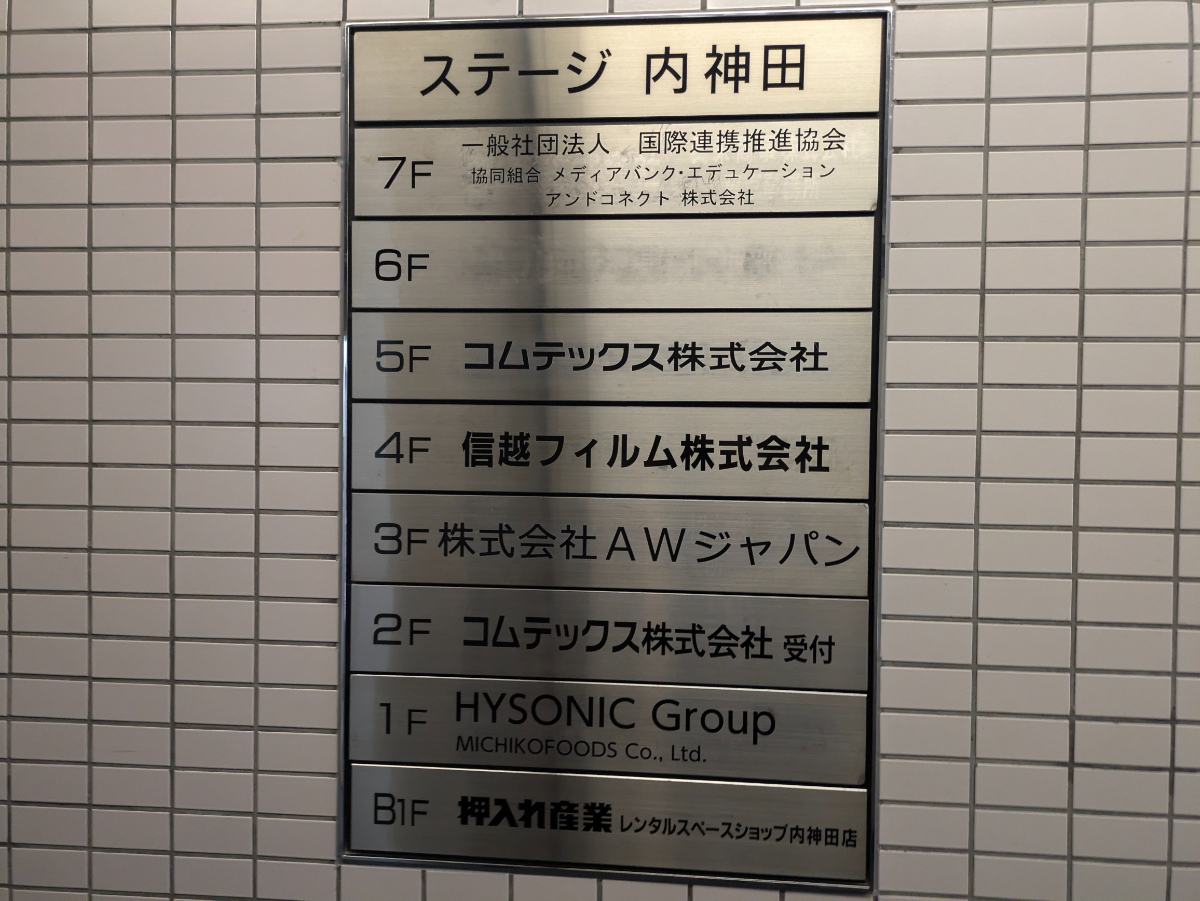 ステージ 内神田
7F 一般社団法人 国際連携推進協会
協同組合 メディアバンク・エデュケーション
アンドコネクト 株式会社
6F
5F コムテックス株式会社
4F 信越フィルム株式会社
3F 株式会社AWジャパン
2F コムテックス株式会社 受付
1F HYSONIC Group
MICHIKOFOODS Co., Ltd.
B1F 押入れ産業 レンタルスペースショップ内神田店